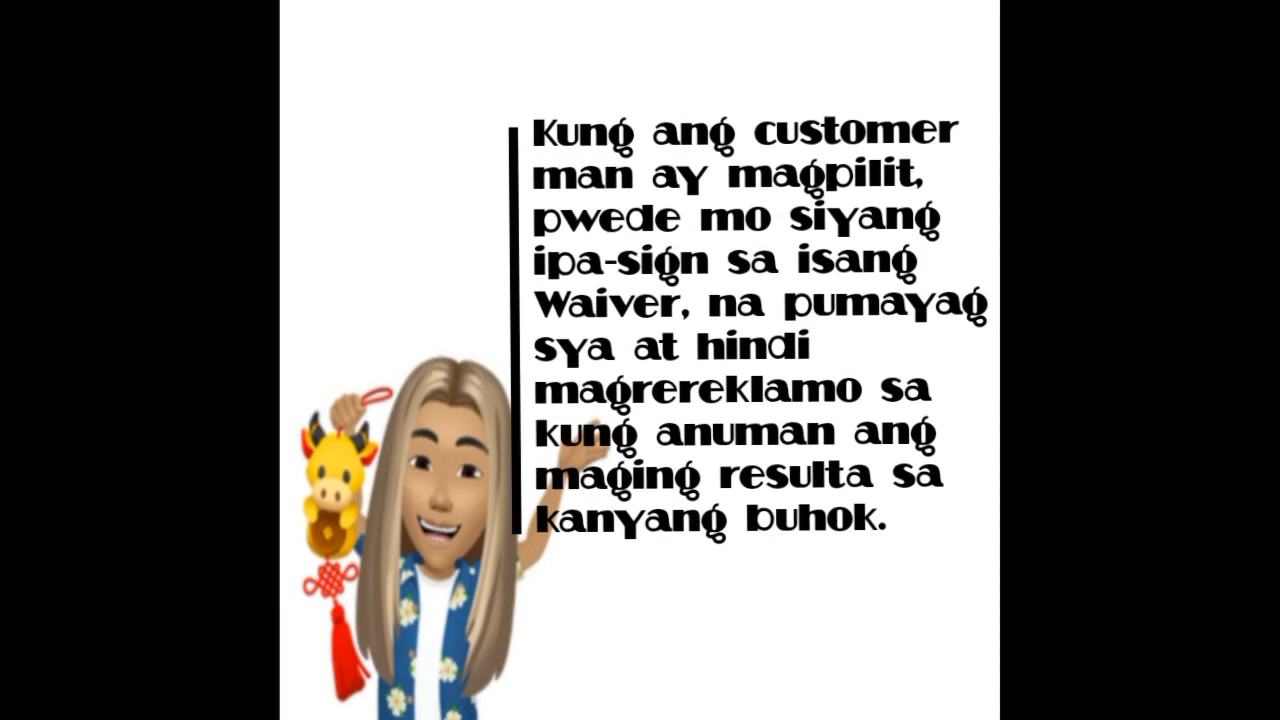 Kung ang customer
man ay magpilit,
pwede mo siyang
ipa-sign sa isang
Waiver, na pumayag
sya at hindi
magrereklamo sa
kung anuman ang
maging resulta sa
kanyang buhok.